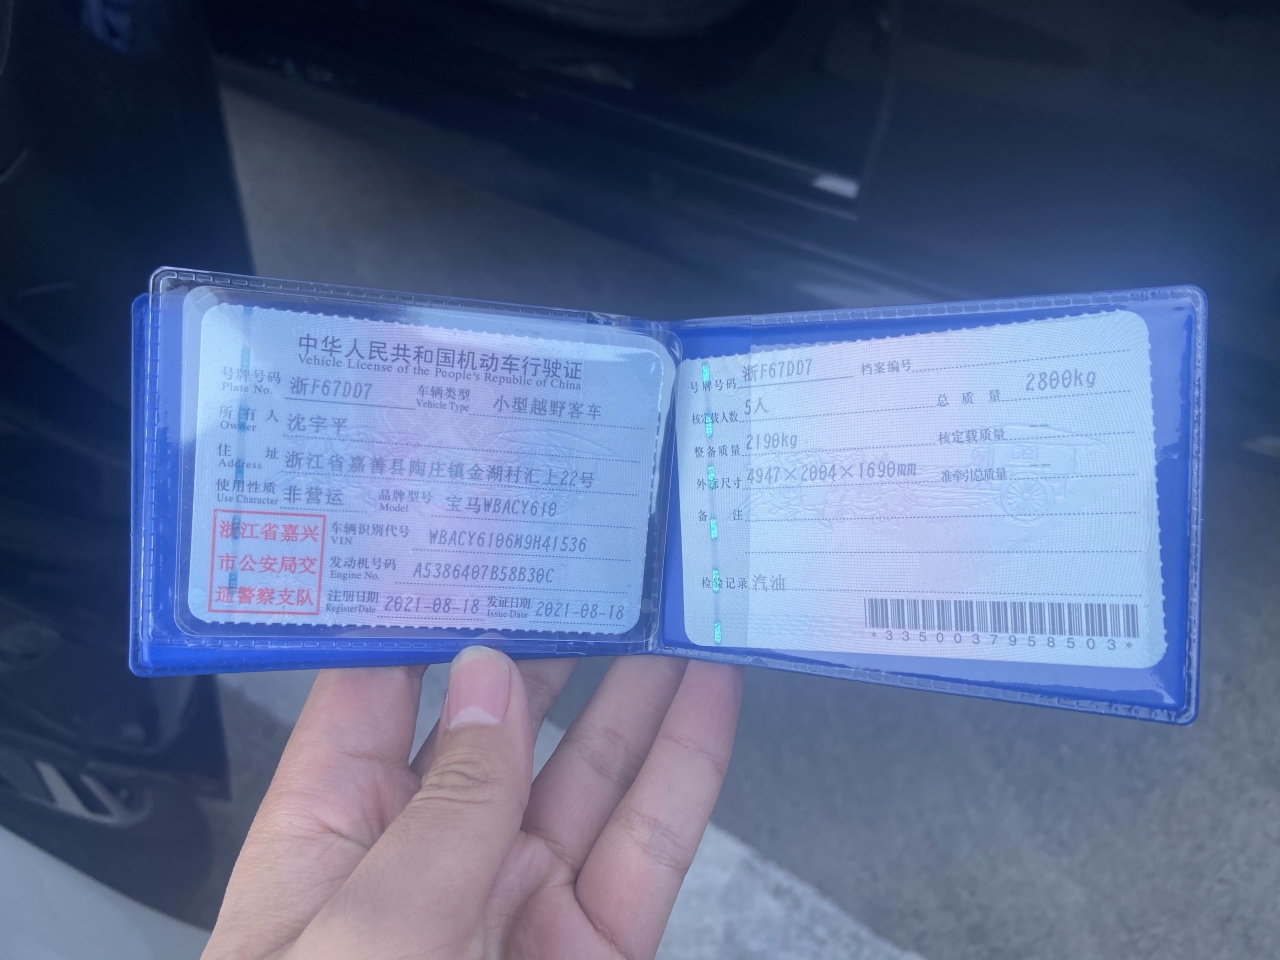 中华人民共和国机动车行驶证
Vehicle License of the People's Republic of China
号牌号码 Plate No. 浙F67DD7 车辆类型 Vehicle Type 小型越野客车
所有人 Owner 沈宇平
住址 Address 浙江省嘉善县陶庄镇金湖村汇上22号
使用性质 Use Character 非营运 品牌型号 Model 宝马WBACY610
浙江省嘉兴
市公安局交
通警察支队
车辆识别代号 VIN WBACY6106M9H41536
发动机号码 Engine No. A5386407B58B30C
注册日期 Register Date 2021-08-18 发证日期 Issue Date 2021-08-18
号牌号码 浙F67DD7 档案编号
核定载人数 5人 总质量 2800kg
整备质量 2190kg 核定载质量 --
外廓尺寸 4947×2004×1690mm 准牵引总质量 --
备注
检验记录 汽油
*3350037958503*